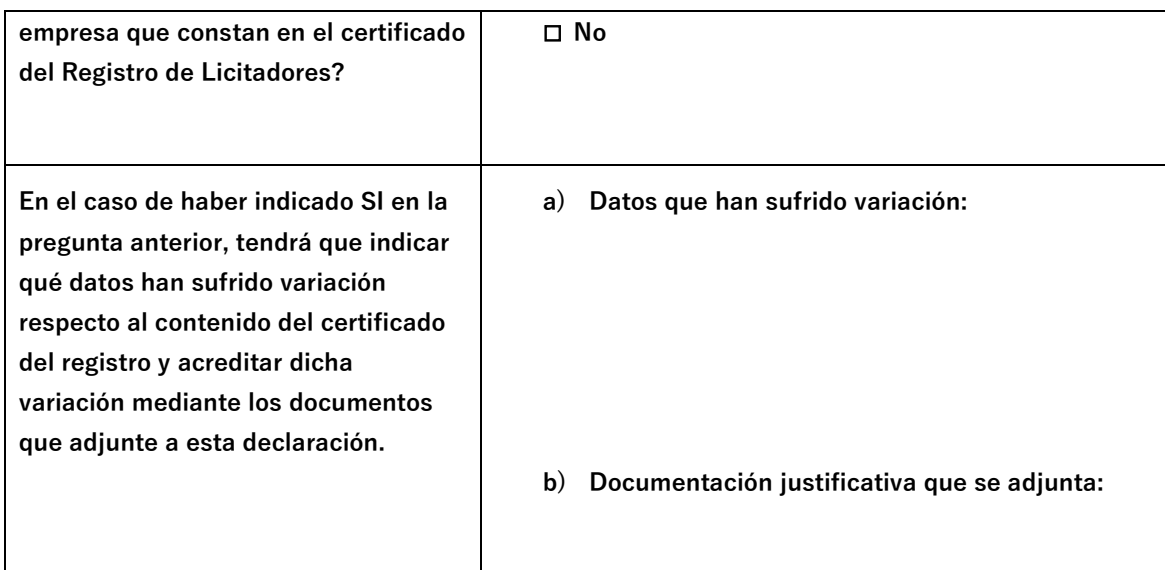 empresa que constan en el certificado
del Registro de Licitadores?
□ No
En el caso de haber indicado SI en la
pregunta anterior, tendrá que indicar
qué datos han sufrido variación
respecto al contenido del certificado
del registro y acreditar dicha
variación mediante los documentos
que adjunte a esta declaración.
a) Datos que han sufrido variación:
b) Documentación justificativa que se adjunta: